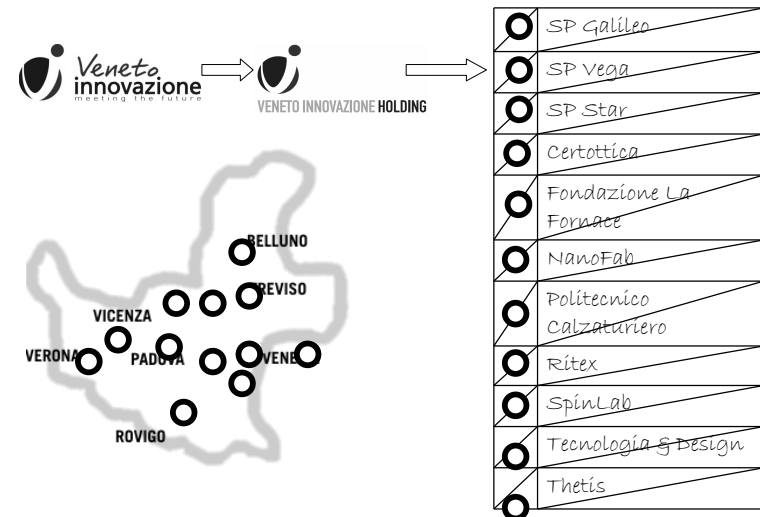 Veneto
innovazione
meeting the future
VENETO INNOVAZIONE HOLDING
BELLUNO
TREVISO
VICENZA
VERONA
PADOVA
ROVIGO
SP Galileo
SP Vega
SP Star
Certottica
Fondazione La
Fornace
NanoFab
Politecnico
Calzaturiero
Ritex
SpinLab
Tecnologia & Design
Thetis